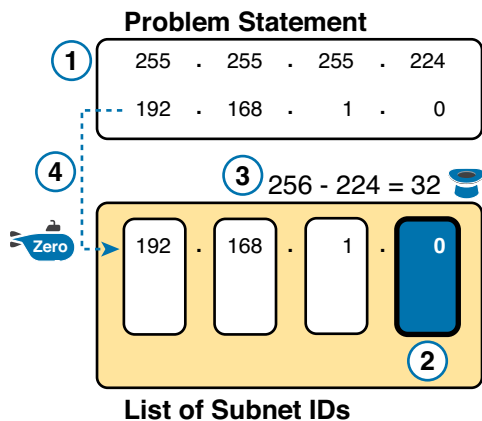 Problem Statement
1
255 . 255 . 255 . 224
192 . 168 . 1 . 0
4
3 256 - 224 = 32
Zero
192 . 168 . 1 . 0
2
List of Subnet IDs